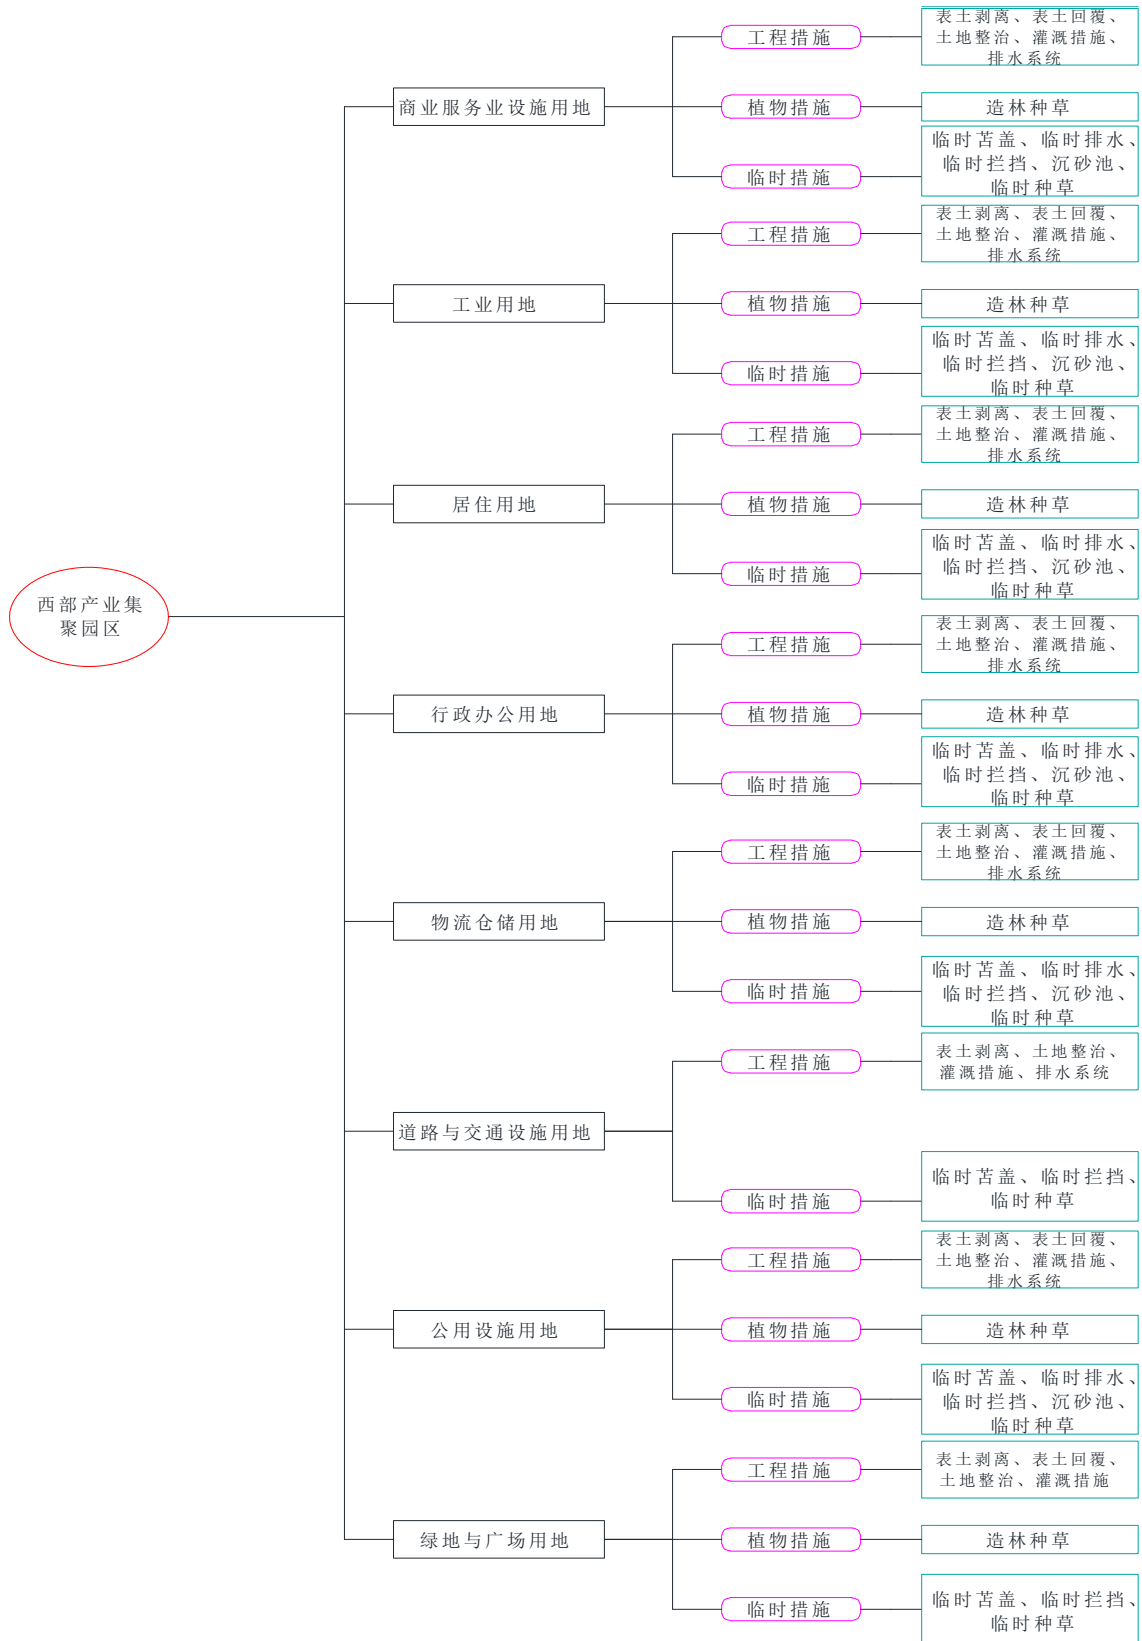 西部产业集
聚园区
商业服务业设施用地
工程措施
表土剥离、表土回覆、
土地整治、灌溉措施、
排水系统
植物措施
造林种草
临时措施
临时苫盖、临时排水、
临时拦挡、沉砂池、
临时种草
工业用地
工程措施
表土剥离、表土回覆、
土地整治、灌溉措施、
排水系统
植物措施
造林种草
临时措施
临时苫盖、临时排水、
临时拦挡、沉砂池、
临时种草
居住用地
工程措施
表土剥离、表土回覆、
土地整治、灌溉措施、
排水系统
植物措施
造林种草
临时措施
临时苫盖、临时排水、
临时拦挡、沉砂池、
临时种草
行政办公用地
工程措施
表土剥离、表土回覆、
土地整治、灌溉措施、
排水系统
植物措施
造林种草
临时措施
临时苫盖、临时排水、
临时拦挡、沉砂池、
临时种草
物流仓储用地
工程措施
表土剥离、表土回覆、
土地整治、灌溉措施、
排水系统
植物措施
造林种草
临时措施
临时苫盖、临时排水、
临时拦挡、沉砂池、
临时种草
道路与交通设施用地
工程措施
表土剥离、土地整治、
灌溉措施、排水系统
临时措施
临时苫盖、临时拦挡、
临时种草
公用设施用地
工程措施
表土剥离、表土回覆、
土地整治、灌溉措施、
排水系统
植物措施
造林种草
临时措施
临时苫盖、临时排水、
临时拦挡、沉砂池、
临时种草
绿地与广场用地
工程措施
表土剥离、表土回覆、
土地整治、灌溉措施
植物措施
造林种草
临时措施
临时苫盖、临时拦挡、
临时种草